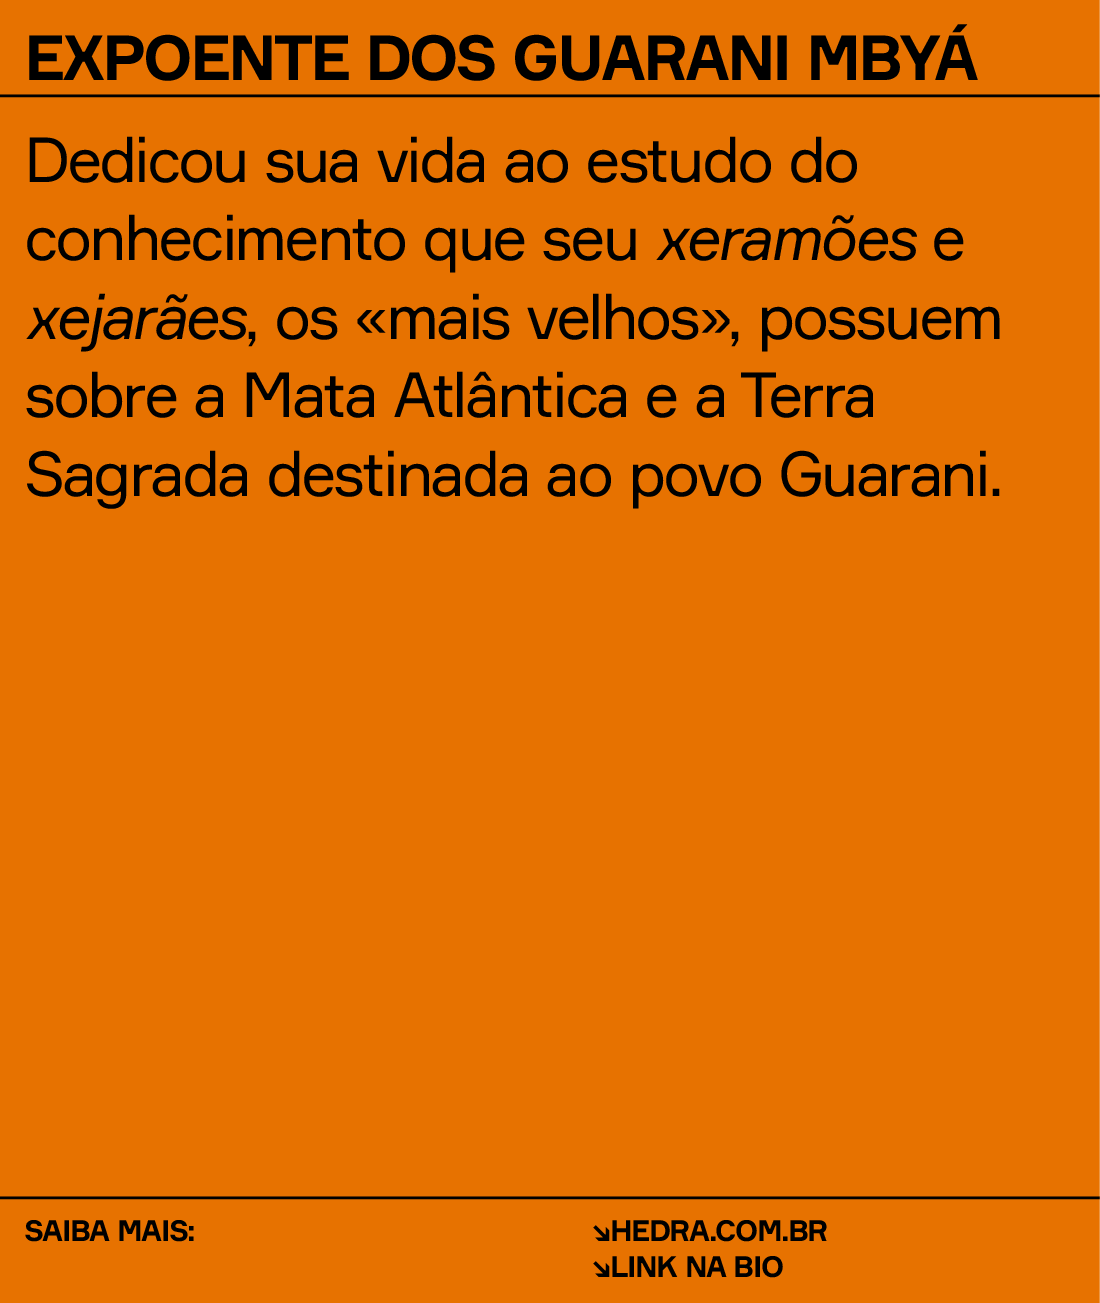 EXPOENTE DOS GUARANI MBYÁ
Dedicou sua vida ao estudo do
conhecimento que seu xeramões e
xejarães, os «mais velhos», possuem
sobre a Mata Atlântica e a Terra
Sagrada destinada ao povo Guarani.
SAIBA MAIS:
↘HEDRA.COM.BR
↘LINK NA BIO